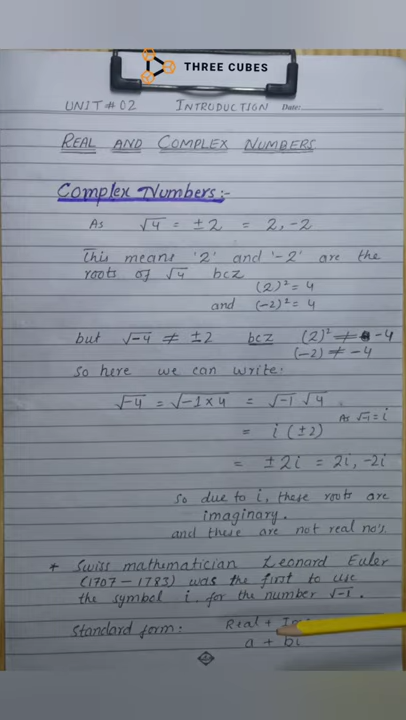 THREE CUBES
UNIT # 02 INTRODUCTION Date:
REAL AND COMPLEX NUMBERS
Complex Numbers:-
As √4 = ±2 = 2, -2
This means '2' and '-2' are the
roots of √4 bcz
(2)² = 4
and (-2)² = 4
but √-4 ≠ ±2 bcz (2)² ≠ -4
(-2) ≠ -4
So here we can write:
√-4 = √-1×4 = √-1 √4
As √-1 = i
= i (±2)
= ±2i = 2i, -2i
So due to i, these roots are
imaginary.
and these are not real no's.
* Swiss mathematician Leonard Euler
(1707 - 1783) was the first to use
the symbol i for the number √-1.
Standard form: Real +
a + bi